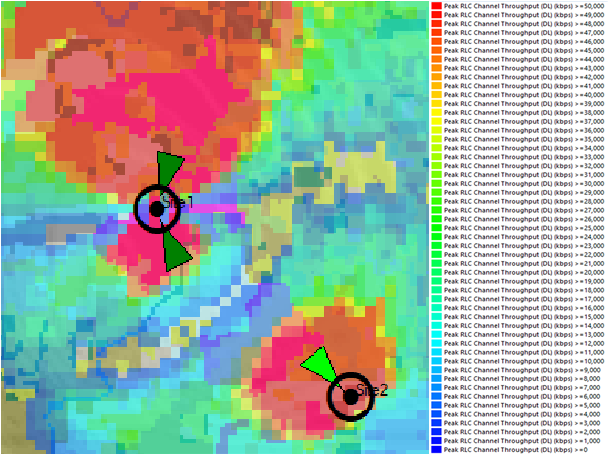 Site1
Site2
Peak RLC Channel Throughput (DL) (kbps) >=50,000
Peak RLC Channel Throughput (DL) (kbps) >=49,000
Peak RLC Channel Throughput (DL) (kbps) >=48,000
Peak RLC Channel Throughput (DL) (kbps) >=47,000
Peak RLC Channel Throughput (DL) (kbps) >=46,000
Peak RLC Channel Throughput (DL) (kbps) >=45,000
Peak RLC Channel Throughput (DL) (kbps) >=44,000
Peak RLC Channel Throughput (DL) (kbps) >=43,000
Peak RLC Channel Throughput (DL) (kbps) >=42,000
Peak RLC Channel Throughput (DL) (kbps) >=41,000
Peak RLC Channel Throughput (DL) (kbps) >=40,000
Peak RLC Channel Throughput (DL) (kbps) >=39,000
Peak RLC Channel Throughput (DL) (kbps) >=38,000
Peak RLC Channel Throughput (DL) (kbps) >=37,000
Peak RLC Channel Throughput (DL) (kbps) >=36,000
Peak RLC Channel Throughput (DL) (kbps) >=35,000
Peak RLC Channel Throughput (DL) (kbps) >=34,000
Peak RLC Channel Throughput (DL) (kbps) >=33,000
Peak RLC Channel Throughput (DL) (kbps) >=32,000
Peak RLC Channel Throughput (DL) (kbps) >=31,000
Peak RLC Channel Throughput (DL) (kbps) >=30,000
Peak RLC Channel Throughput (DL) (kbps) >=29,000
Peak RLC Channel Throughput (DL) (kbps) >=28,000
Peak RLC Channel Throughput (DL) (kbps) >=27,000
Peak RLC Channel Throughput (DL) (kbps) >=26,000
Peak RLC Channel Throughput (DL) (kbps) >=25,000
Peak RLC Channel Throughput (DL) (kbps) >=24,000
Peak RLC Channel Throughput (DL) (kbps) >=23,000
Peak RLC Channel Throughput (DL) (kbps) >=22,000
Peak RLC Channel Throughput (DL) (kbps) >=21,000
Peak RLC Channel Throughput (DL) (kbps) >=20,000
Peak RLC Channel Throughput (DL) (kbps) >=19,000
Peak RLC Channel Throughput (DL) (kbps) >=18,000
Peak RLC Channel Throughput (DL) (kbps) >=17,000
Peak RLC Channel Throughput (DL) (kbps) >=16,000
Peak RLC Channel Throughput (DL) (kbps) >=15,000
Peak RLC Channel Throughput (DL) (kbps) >=14,000
Peak RLC Channel Throughput (DL) (kbps) >=13,000
Peak RLC Channel Throughput (DL) (kbps) >=12,000
Peak RLC Channel Throughput (DL) (kbps) >=11,000
Peak RLC Channel Throughput (DL) (kbps) >=10,000
Peak RLC Channel Throughput (DL) (kbps) >=9,000
Peak RLC Channel Throughput (DL) (kbps) >=8,000
Peak RLC Channel Throughput (DL) (kbps) >=7,000
Peak RLC Channel Throughput (DL) (kbps) >=6,000
Peak RLC Channel Throughput (DL) (kbps) >=5,000
Peak RLC Channel Throughput (DL) (kbps) >=4,000
Peak RLC Channel Throughput (DL) (kbps) >=3,000
Peak RLC Channel Throughput (DL) (kbps) >=2,000
Peak RLC Channel Throughput (DL) (kbps) >=1,000
Peak RLC Channel Throughput (DL) (kbps) >=0